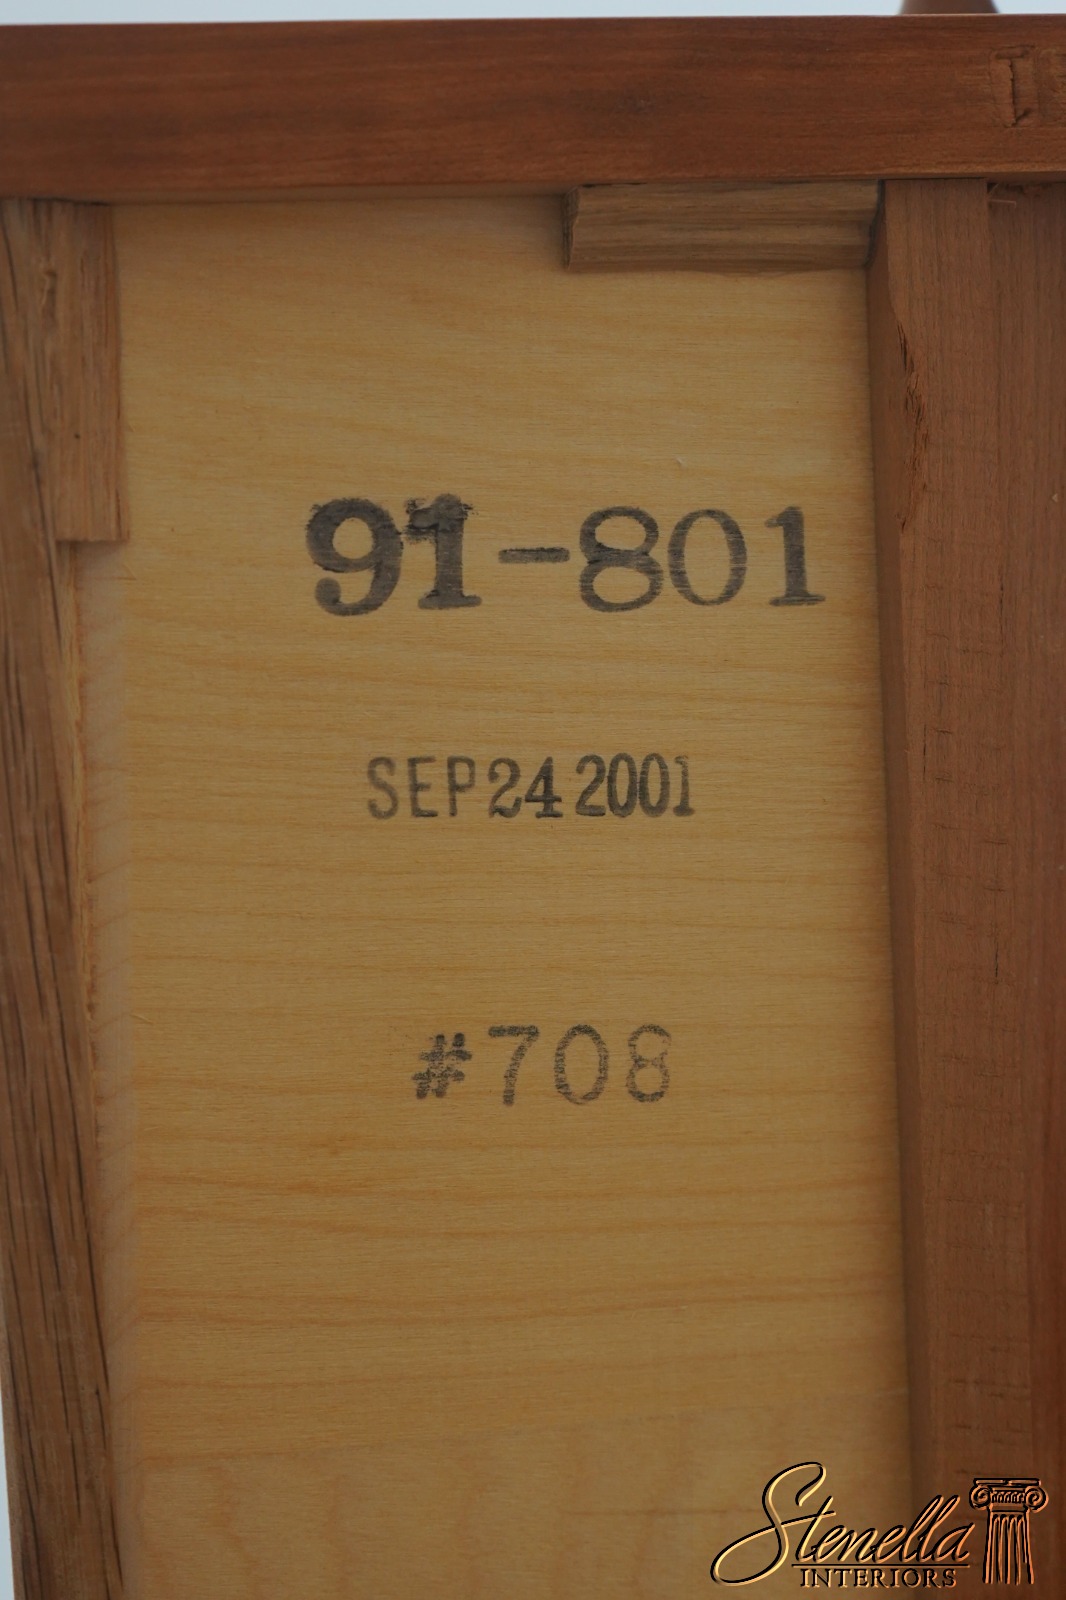 91-801
SEP 24 2001
#708
Stenella
INTERIORS